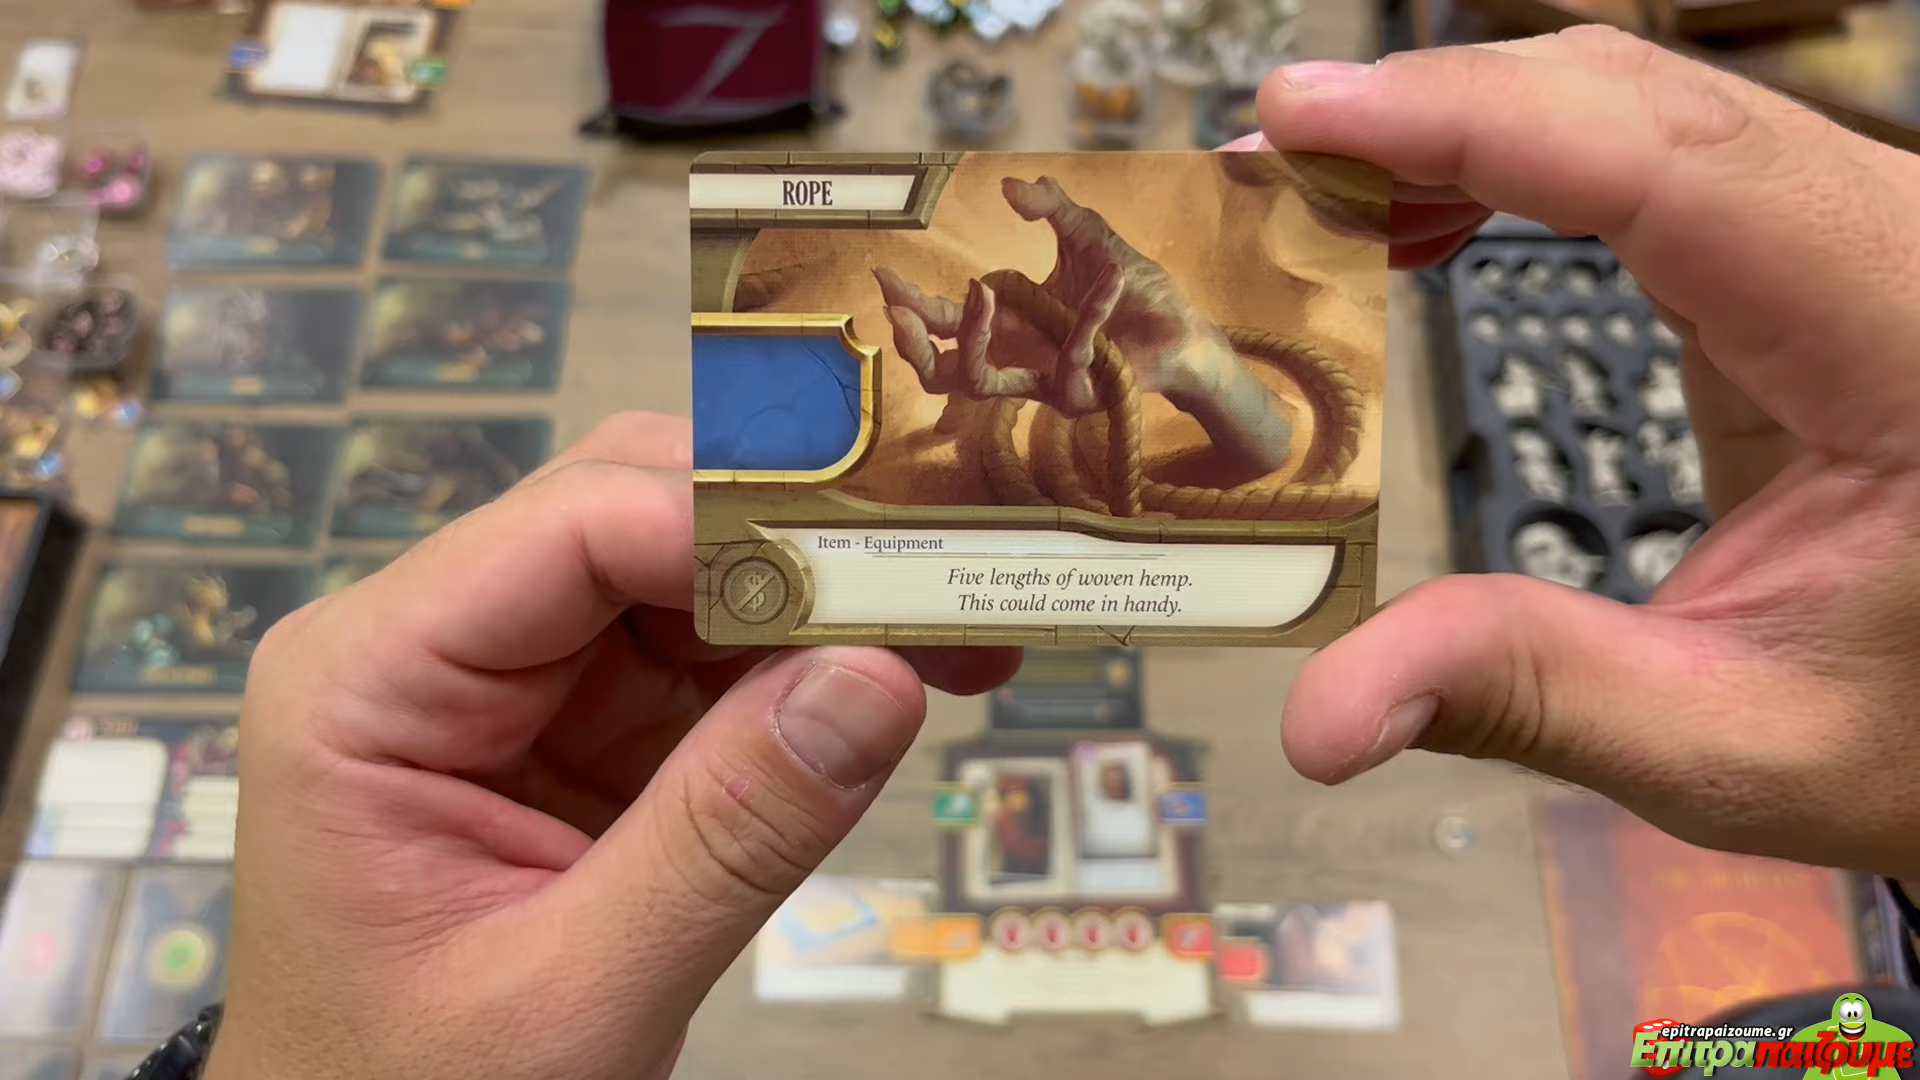 Z
ROPE
Item - Equipment
Five lengths of woven hemp.
This could come in handy.
epitrapaizoume.gr
Επιτραπαίζουμε